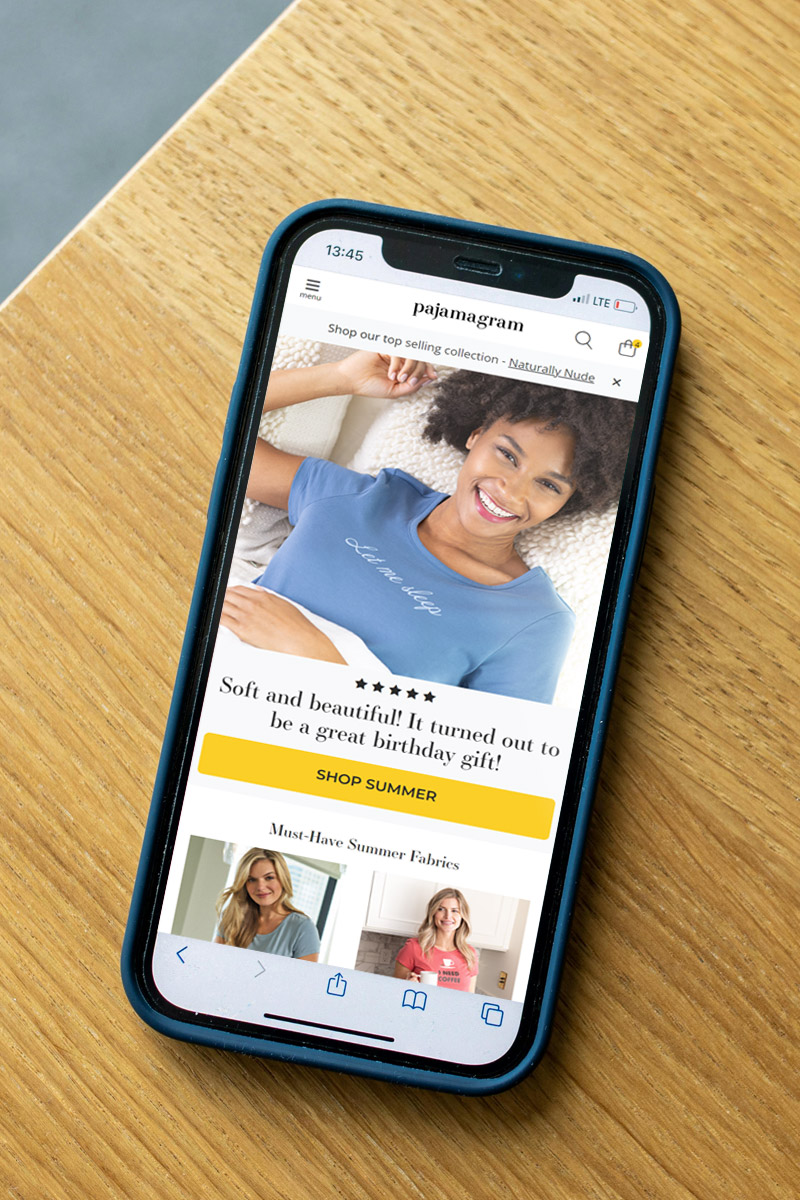 13:45
LTE
menu
pajamagram
4
Shop our top selling collection - Naturally Nude ×
Let me sleep
Soft and beautiful! It turned out to
be a great birthday gift!
SHOP SUMMER
Must-Have Summer Fabrics
NEED
COFFEE